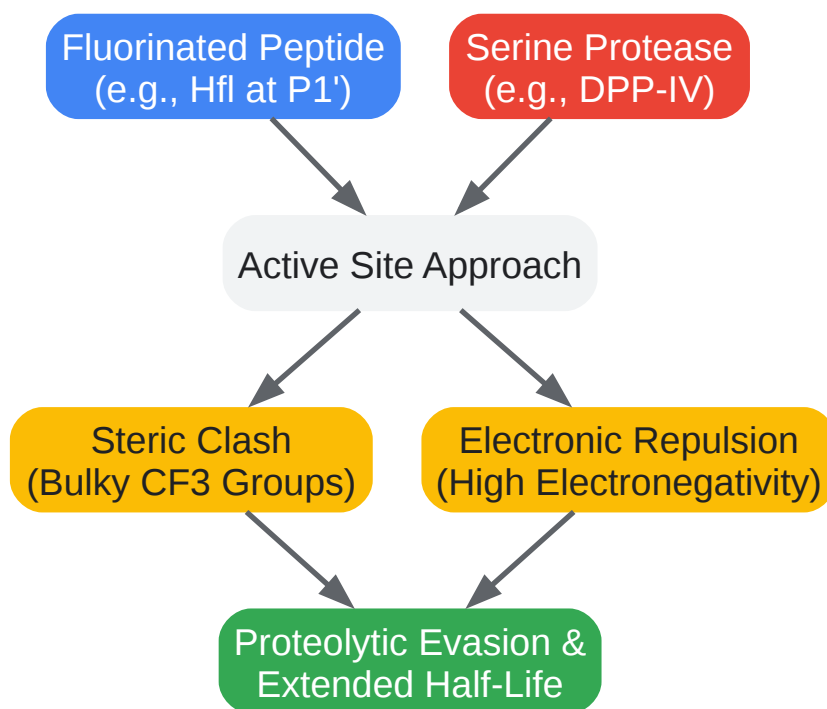 Fluorinated Peptide
(e.g., Hfl at P1')
Serine Protease
(e.g., DPP-IV)
Active Site Approach
Steric Clash
(Bulky CF3 Groups)
Electronic Repulsion
(High Electronegativity)
Proteolytic Evasion &
Extended Half-Life